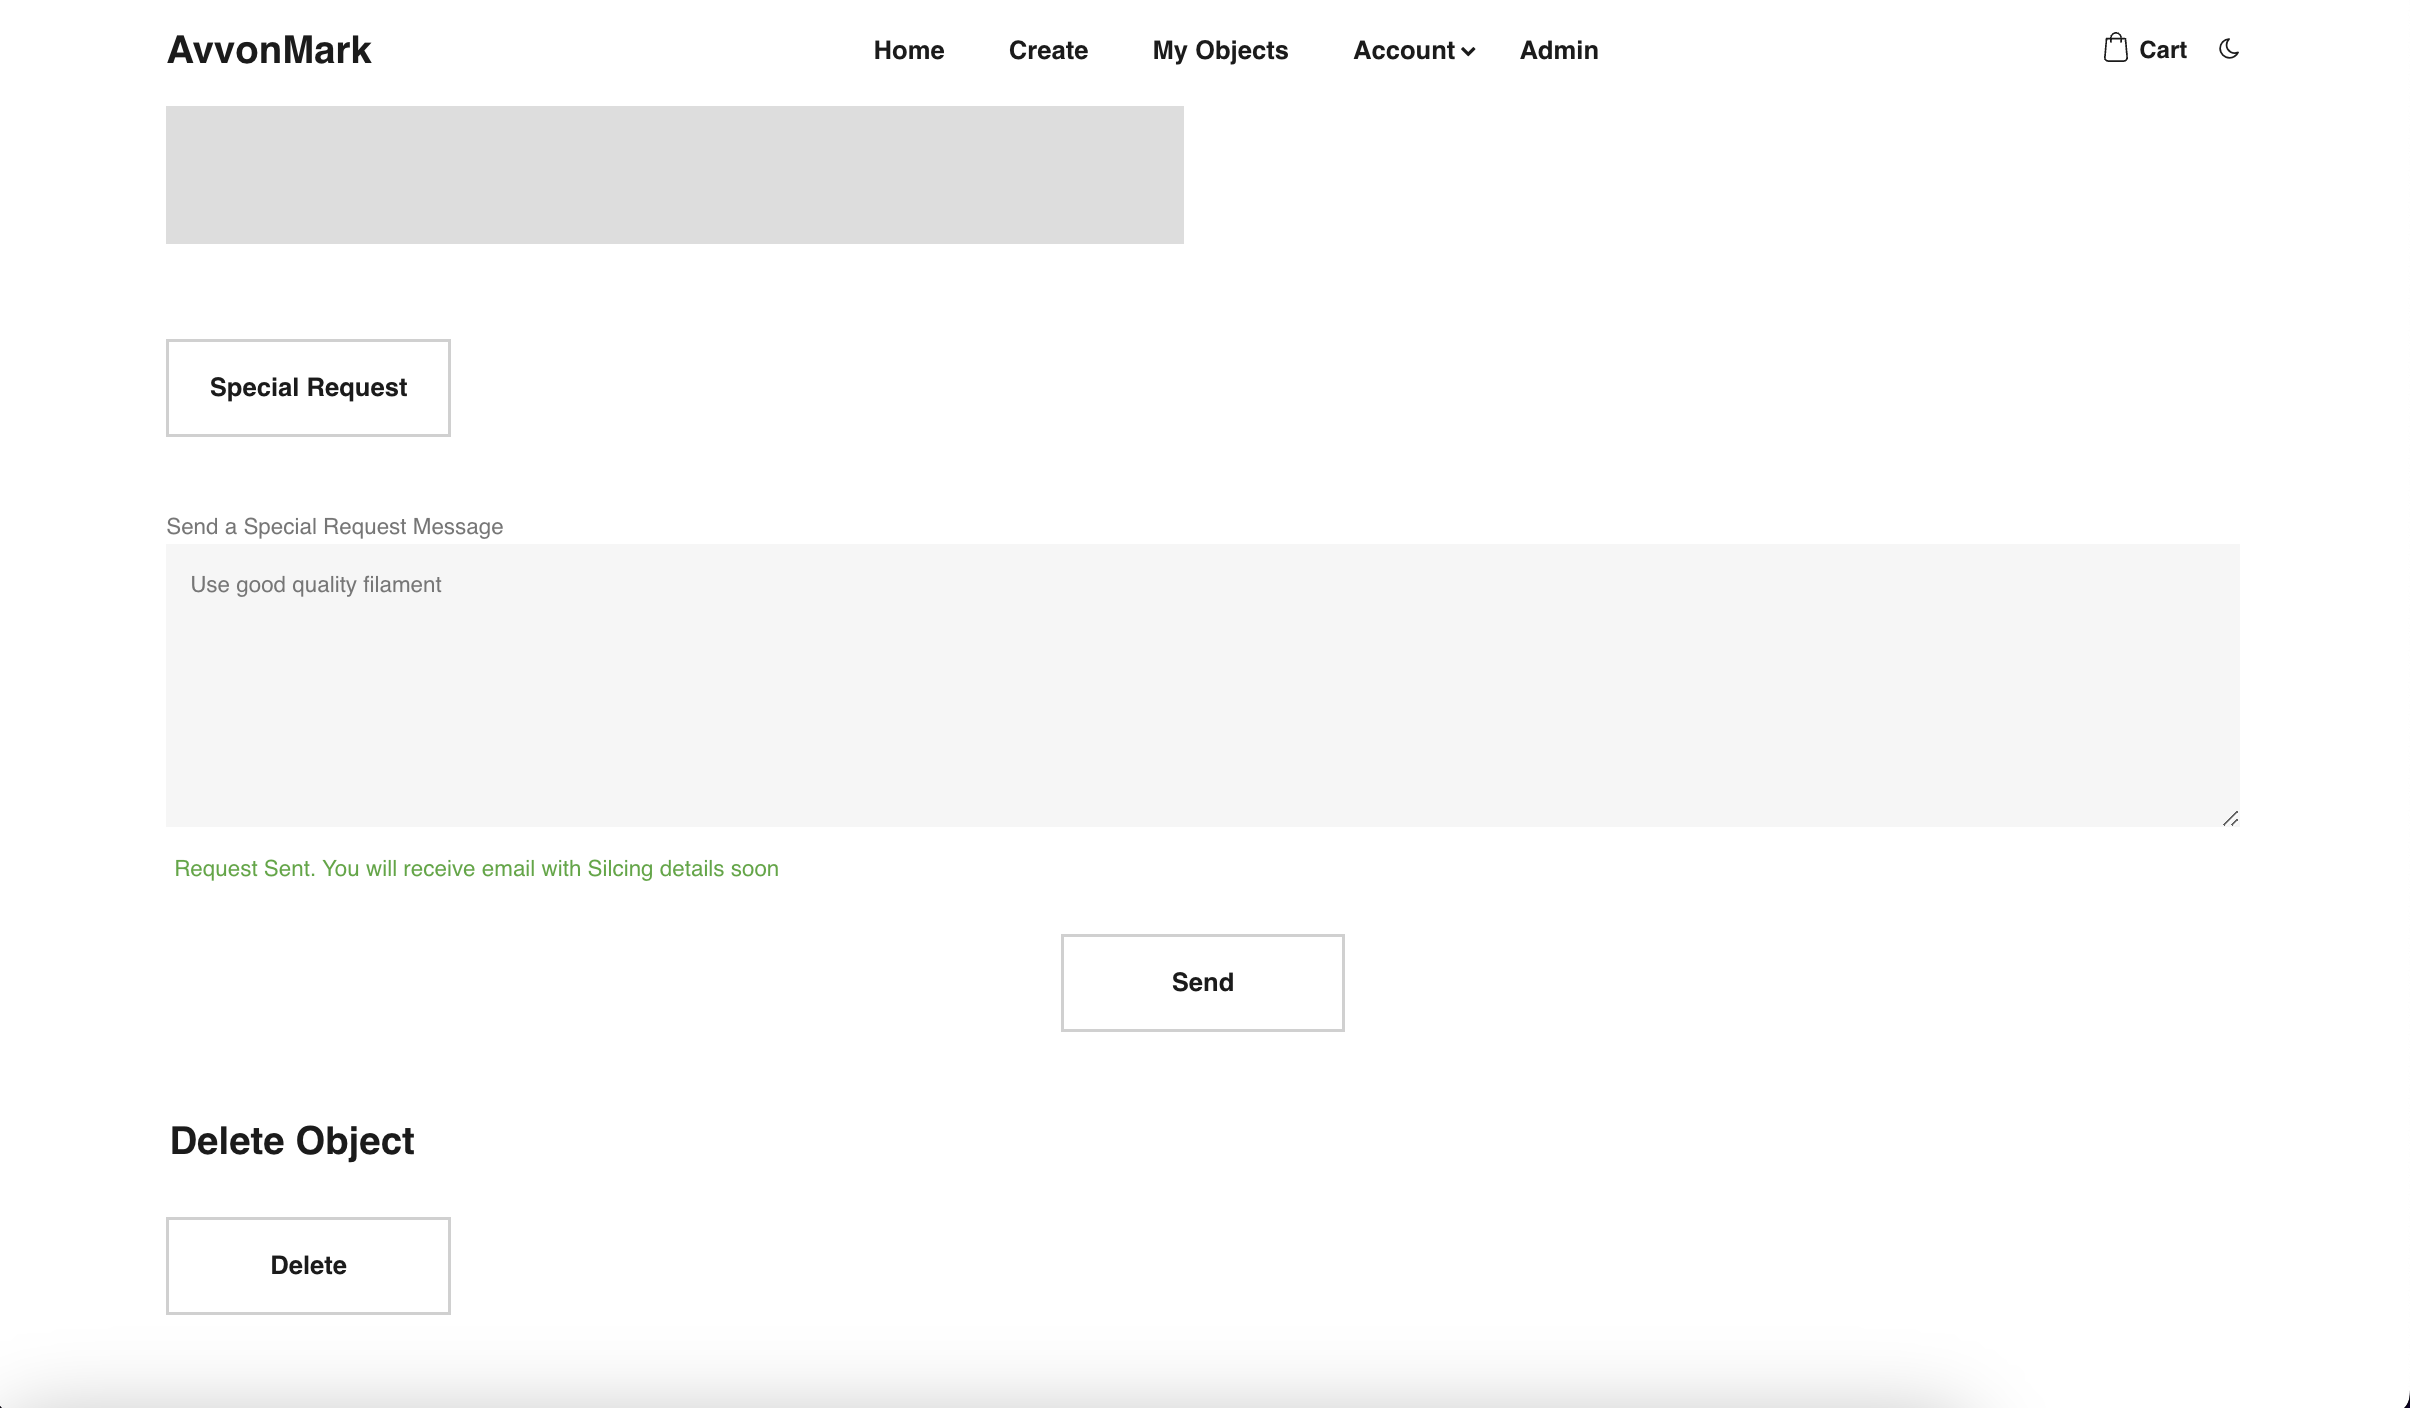 AvvonMark Home Create My Objects Account Admin Cart
Special Request
Send a Special Request Message
Use good quality filament
Request Sent. You will receive email with Silcing details soon
Send
Delete Object
Delete